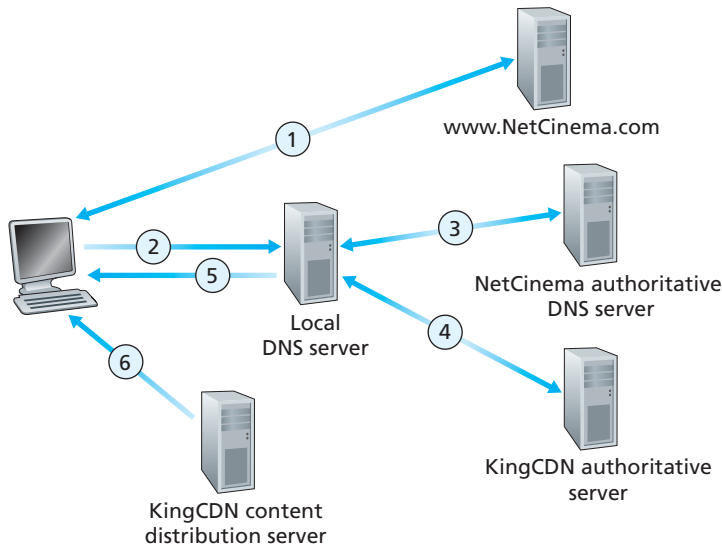 www.NetCinema.com
1
2
3
5
NetCinema authoritative
DNS server
Local
DNS server
4
6
KingCDN authoritative
server
KingCDN content
distribution server